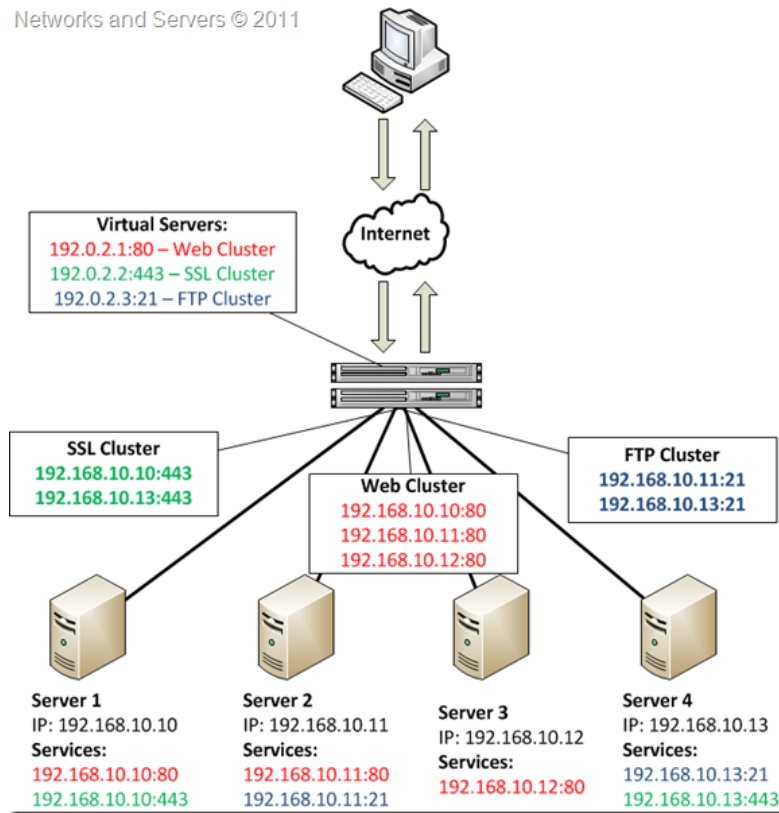 Networks and Servers © 2011
Internet
Virtual Servers:
192.0.2.1:80 – Web Cluster
192.0.2.2:443 – SSL Cluster
192.0.2.3:21 – FTP Cluster
SSL Cluster
192.168.10.10:443
192.168.10.13:443
Web Cluster
192.168.10.10:80
192.168.10.11:80
192.168.10.12:80
FTP Cluster
192.168.10.11:21
192.168.10.13:21
Server 1
IP: 192.168.10.10
Services:
192.168.10.10:80
192.168.10.10:443
Server 2
IP: 192.168.10.11
Services:
192.168.10.11:80
192.168.10.11:21
Server 3
IP: 192.168.10.12
Services:
192.168.10.12:80
Server 4
IP: 192.168.10.13
Services:
192.168.10.13:21
192.168.10.13:443